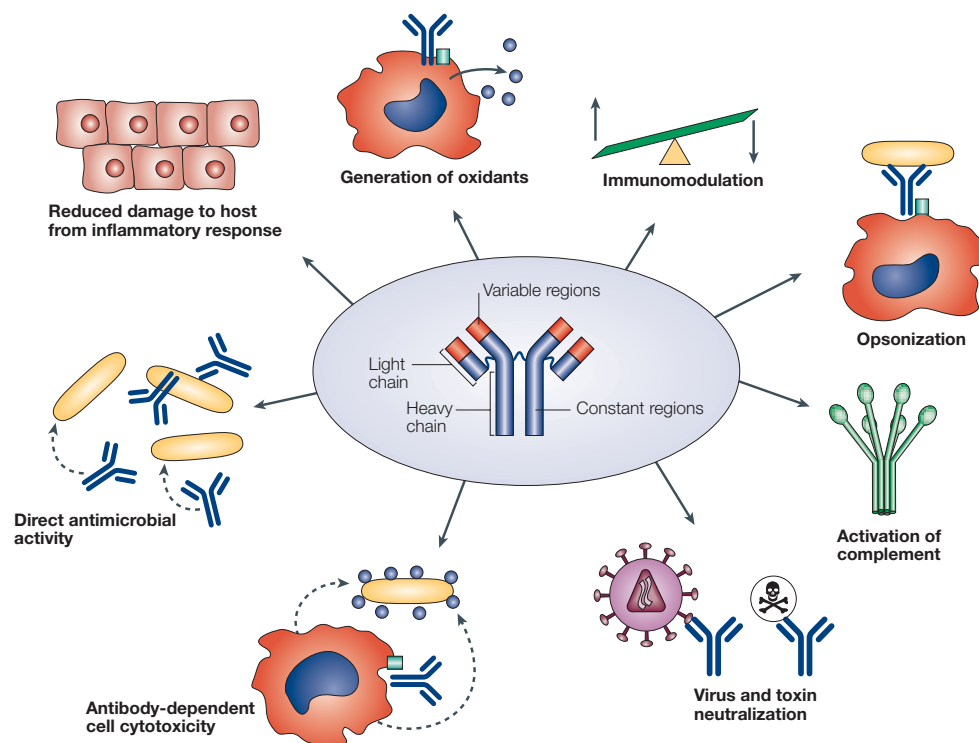 Generation of oxidants
Immunomodulation
Reduced damage to host
from inflammatory response
Opsonization
Variable regions
Light
chain
Heavy
chain
Constant regions
Direct antimicrobial
activity
Activation of
complement
Antibody-dependent
cell cytotoxicity
Virus and toxin
neutralization